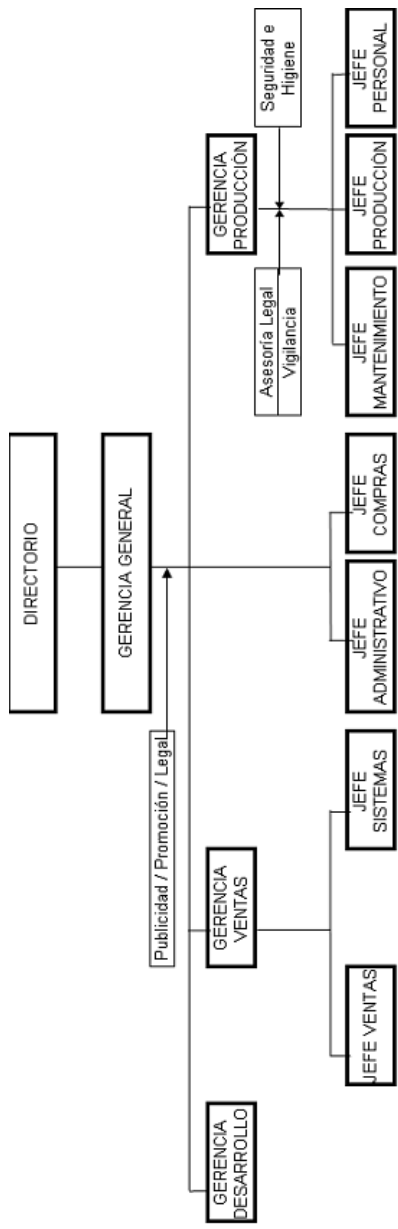 DIRECTORIO
GERENCIA GENERAL
Publicidad / Promoción / Legal
GERENCIA
DESARROLLO
GERENCIA
VENTAS
GERENCIA
PRODUCCIÓN
Asesoría Legal
Vigilancia
Seguridad e
Higiene
JEFE VENTAS
JEFE
SISTEMAS
JEFE
ADMINISTRATIVO
JEFE
COMPRAS
JEFE
MANTENIMIENTO
JEFE
PRODUCCIÓN
JEFE
PERSONAL